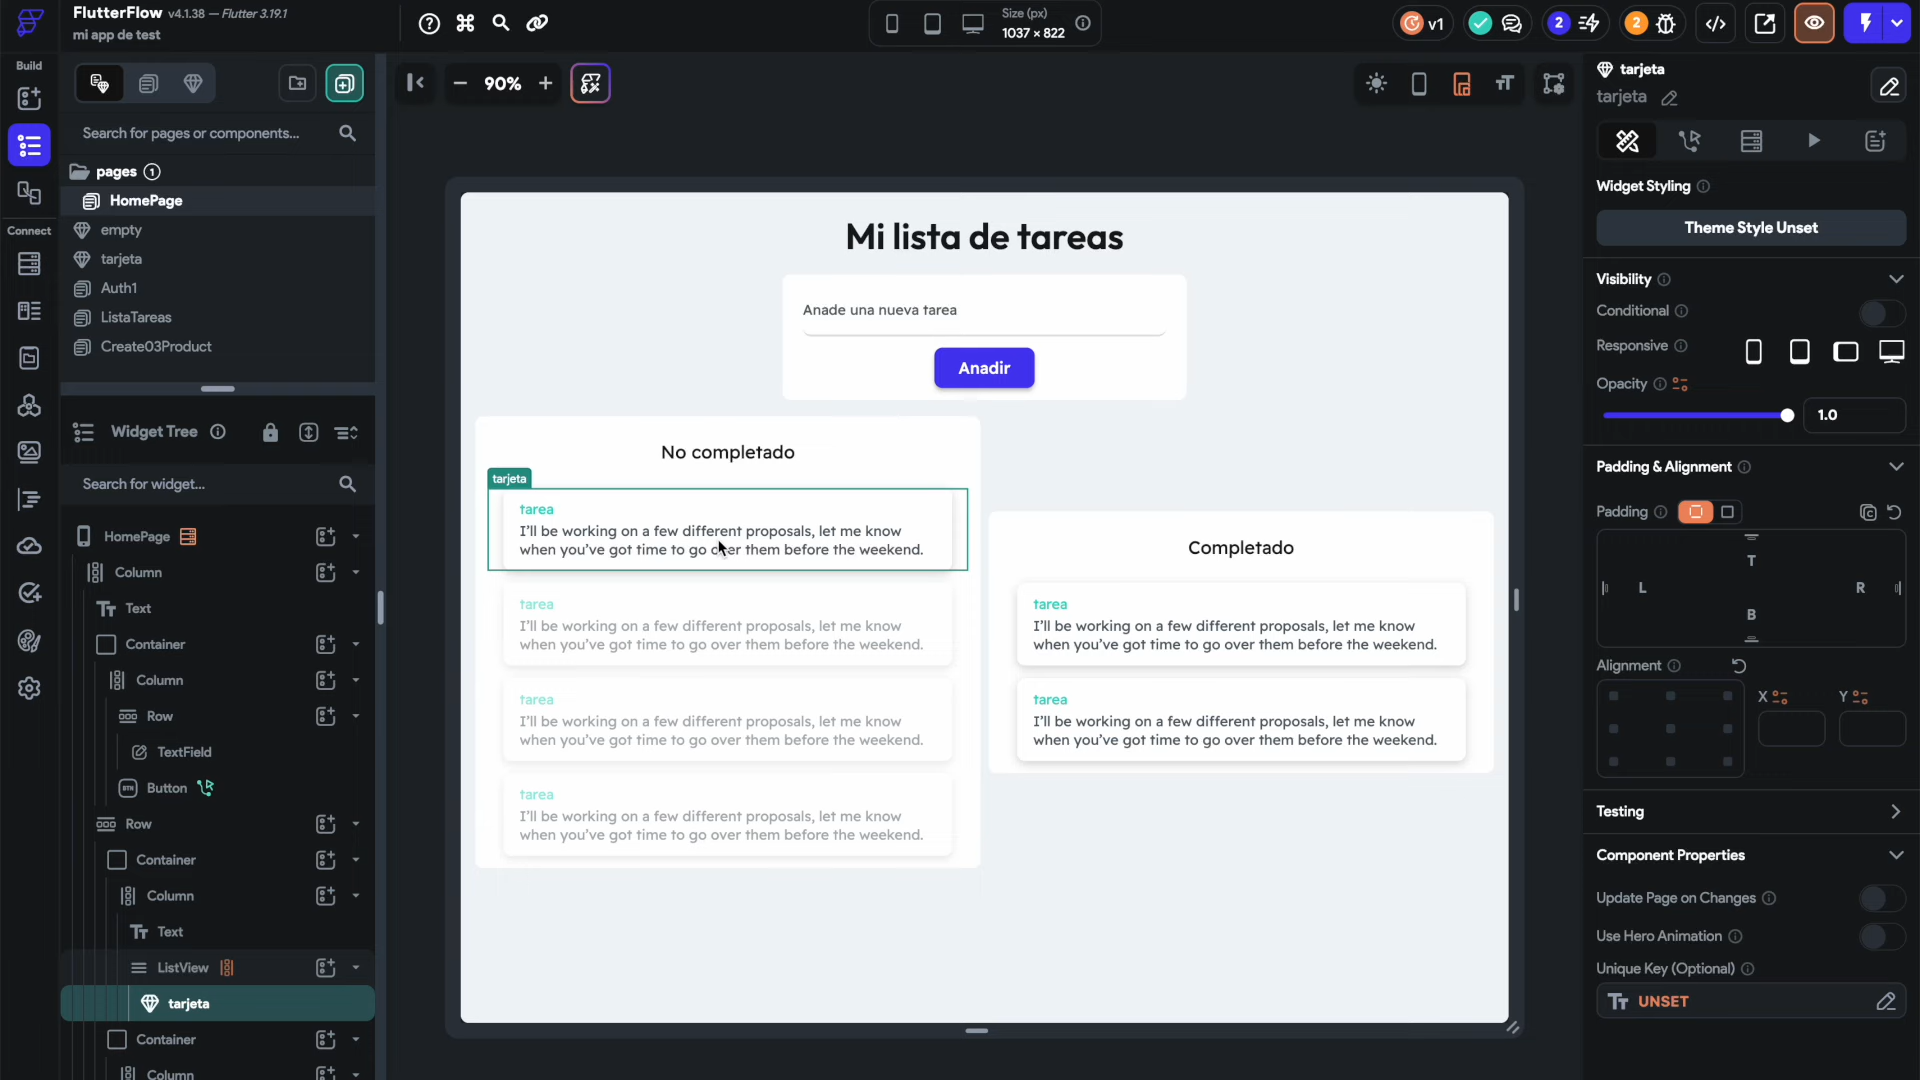 FlutterFlow v4.1.38 — Flutter 3.19.1
mi app de test
Size (px)
1037 × 822
v1
2
2
Build
Connect
90%
Search for pages or components...
pages 1
HomePage
empty
tarjeta
Auth1
ListaTareas
Create03Product
Widget Tree
Search for widget...
HomePage
Column
Text
Container
Column
Row
TextField
BTN Button
Row
Container
Column
Text
ListView
tarjeta
Container
Column
Mi lista de tareas
Anade una nueva tarea
Anadir
No completado
tarjeta
tarea
I'll be working on a few different proposals, let me know
when you've got time to go over them before the weekend.
tarea
I'll be working on a few different proposals, let me know
when you've got time to go over them before the weekend.
tarea
I'll be working on a few different proposals, let me know
when you've got time to go over them before the weekend.
tarea
I'll be working on a few different proposals, let me know
when you've got time to go over them before the weekend.
Completado
tarea
I'll be working on a few different proposals, let me know
when you've got time to go over them before the weekend.
tarea
I'll be working on a few different proposals, let me know
when you've got time to go over them before the weekend.
tarjeta
tarjeta
Widget Styling
Theme Style Unset
Visibility
Conditional
Responsive
Opacity
1.0
Padding & Alignment
Padding
T
L R
B
Alignment
X Y
Testing
Component Properties
Update Page on Changes
Use Hero Animation
Unique Key (Optional)
UNSET